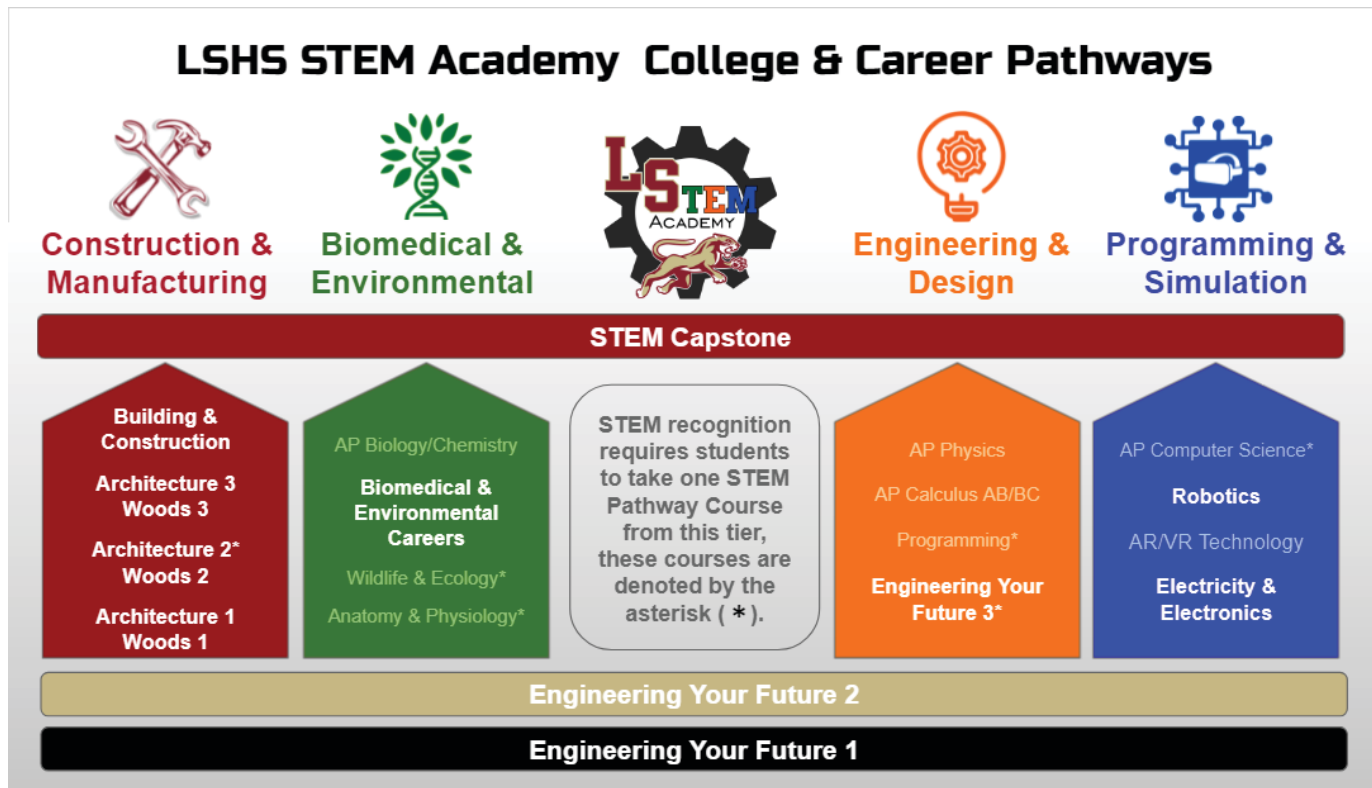 LSHS STEM Academy College & Career Pathways
Construction &
Manufacturing
Biomedical &
Environmental
LSTEM
ACADEMY
Engineering &
Design
Programming &
Simulation
STEM Capstone
Building &
Construction
Architecture 3
Woods 3
Architecture 2*
Woods 2
Architecture 1
Woods 1
AP Biology/Chemistry
Biomedical &
Environmental
Careers
Wildlife & Ecology*
Anatomy & Physiology*
STEM recognition
requires students
to take one STEM
Pathway Course
from this tier,
these courses are
denoted by the
asterisk ( * ).
AP Physics
AP Calculus AB/BC
Programming*
Engineering Your
Future 3*
AP Computer Science*
Robotics
AR/VR Technology
Electricity &
Electronics
Engineering Your Future 2
Engineering Your Future 1